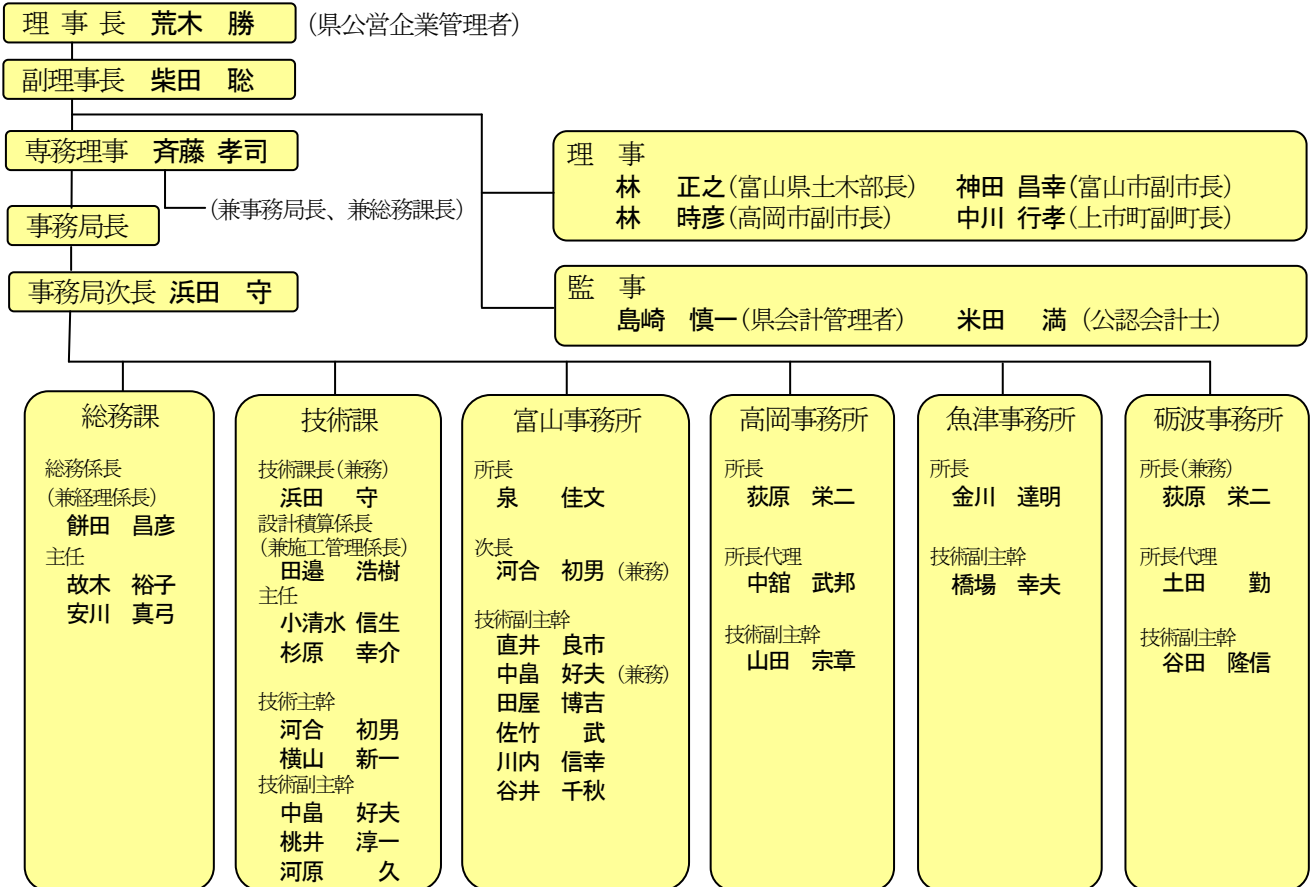 理 事 長　荒木　勝　(県公営企業管理者)
副理事長　柴田　聡
専務理事　斉藤 孝司
(兼事務局長、兼総務課長)
事務局長
事務局次長 浜田　守
理　事
林　　正之(富山県土木部長)　神田 昌幸(富山市副市長)
林　　時彦(高岡市副市長)　中川 行孝(上市町副町長)
監　事
島崎　慎一(県会計管理者)　米田　満 (公認会計士)
総務課
総務係長
(兼経理係長)
餅田　昌彦
主任
故木　裕子
安川　真弓
技術課
技術課長(兼務)
浜田　守
設計積算係長
(兼施工管理係長)
田邉　浩樹
主任
小清水 信生
杉原　幸介
技術主幹
河合　初男
横山　新一
技術副主幹
中畠　好夫
桃井　淳一
河原　久
富山事務所
所長
泉　佳文
次長
河合　初男 (兼務)
技術副主幹
直井　良市
中畠　好夫 (兼務)
田屋　博吉
佐竹　武
川内　信幸
谷井　千秋
高岡事務所
所長
荻原　栄二
所長代理
中舘　武邦
技術副主幹
山田　宗章
魚津事務所
所長
金川　達明
技術副主幹
橋場　幸夫
砺波事務所
所長(兼務)
荻原　栄二
所長代理
土田　勤
技術副主幹
谷田　隆信